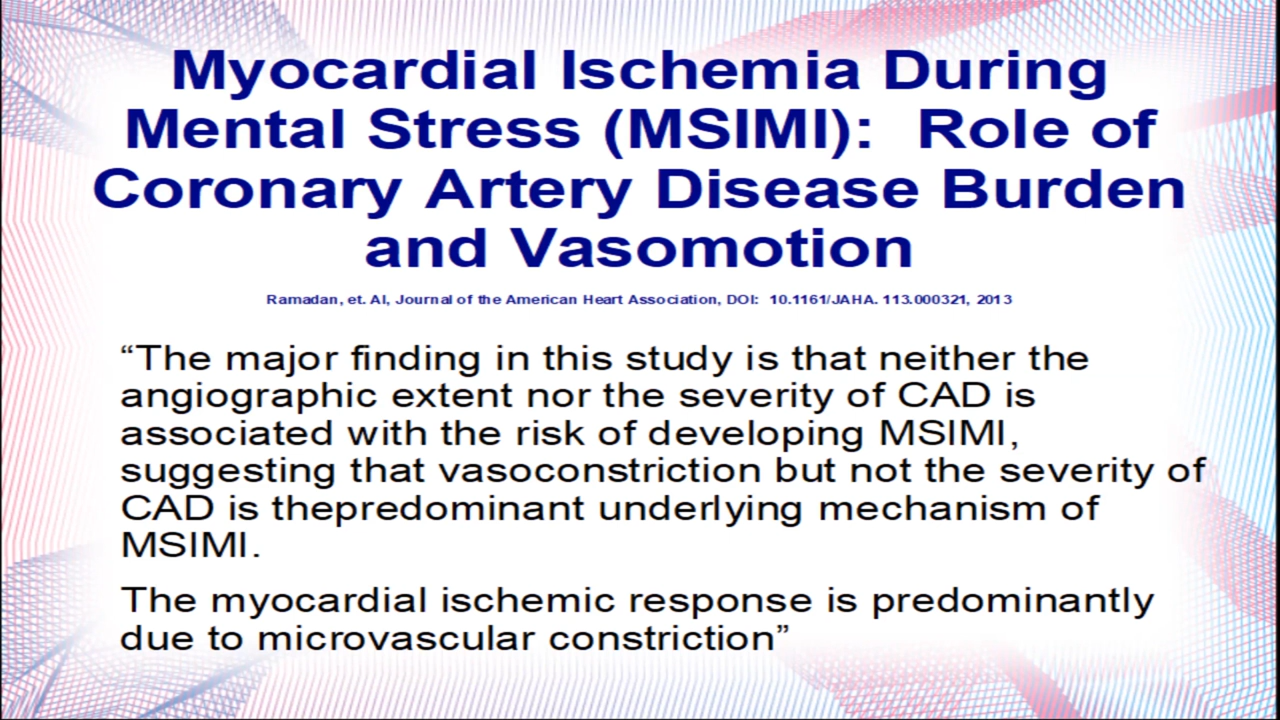 Myocardial Ischemia During
Mental Stress (MSIMI):  Role of
Coronary Artery Disease Burden
and Vasomotion
Ramadan, et. Al, Journal of the American Heart Association, DOI:  10.1161/JAHA. 113.000321, 2013
“The major finding in this study is that neither the
angiographic extent nor the severity of CAD is
associated with the risk of developing MSIMI,
suggesting that vasoconstriction but not the severity of
CAD is thepredominant underlying mechanism of
MSIMI.
The myocardial ischemic response is predominantly
due to microvascular constriction”